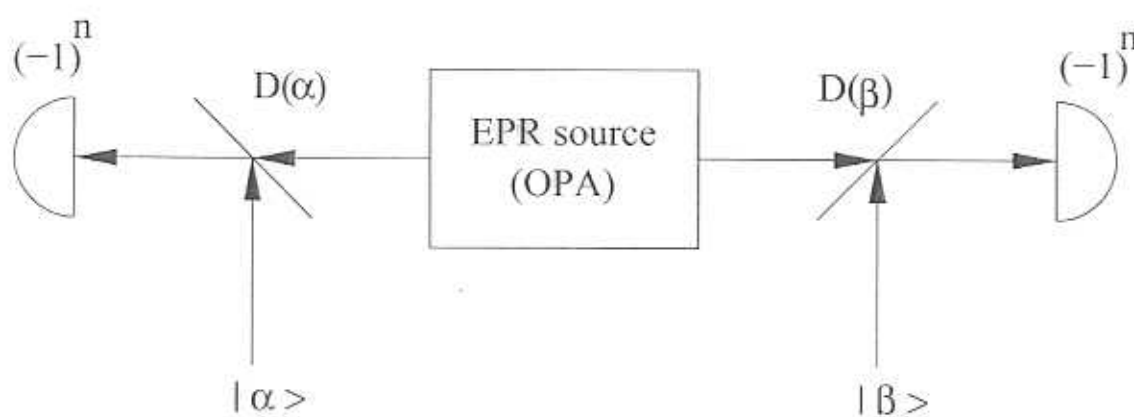 (−1)^n
D(α)
EPR source
(OPA)
D(β)
(−1)^n
| α >
| β >